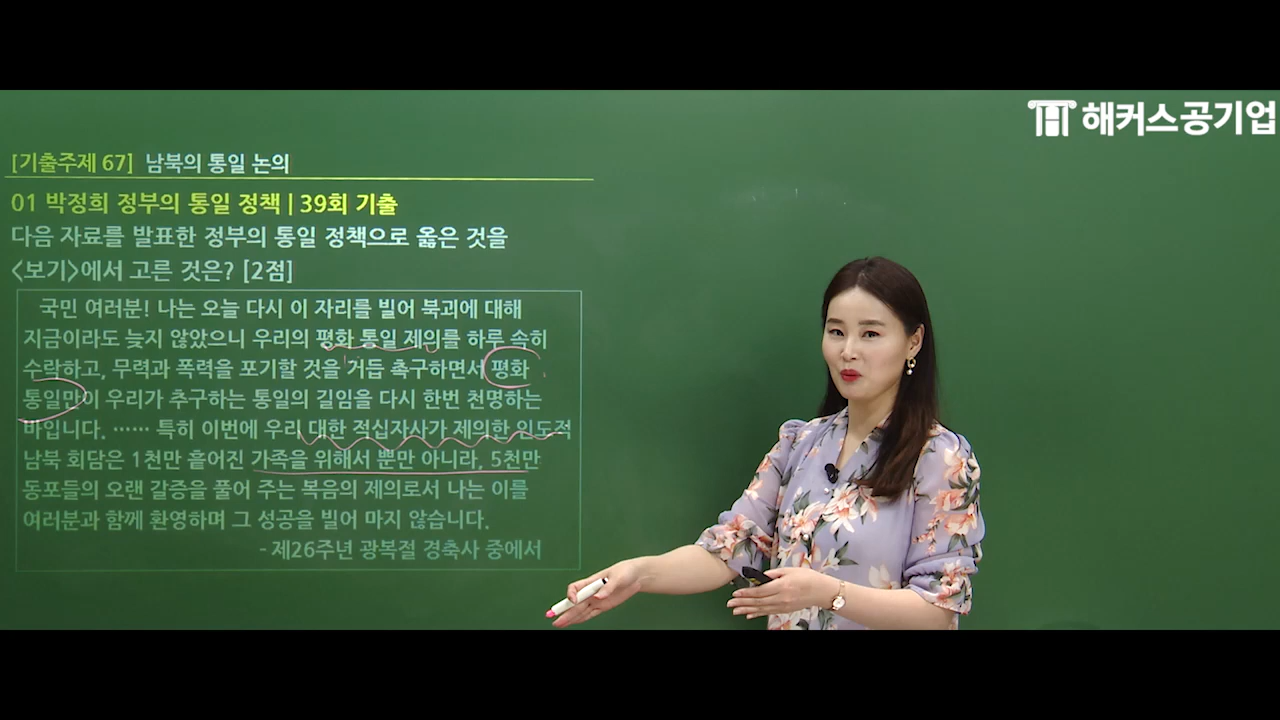 해커스공기업
[기출주제 67] 남북의 통일 논의
01 박정희 정부의 통일 정책 | 39회 기출
다음 자료를 발표한 정부의 통일 정책으로 옳은 것을
<보기>에서 고른 것은? [2점]
국민 여러분! 나는 오늘 다시 이 자리를 빌어 북괴에 대해
지금이라도 늦지 않았으니 우리의 평화 통일 제의를 하루 속히
수락하고, 무력과 폭력을 포기할 것을 거듭 촉구하면서 평화
통일만이 우리가 추구하는 통일의 길임을 다시 한번 천명하는
바입니다. …… 특히 이번에 우리 대한 적십자사가 제의한 인도적
남북 회담은 1천만 흩어진 가족을 위해서 뿐만 아니라, 5천만
동포들의 오랜 갈증을 풀어 주는 복음의 제의로서 나는 이를
여러분과 함께 환영하며 그 성공을 빌어 마지 않습니다.
- 제26주년 광복절 경축사 중에서